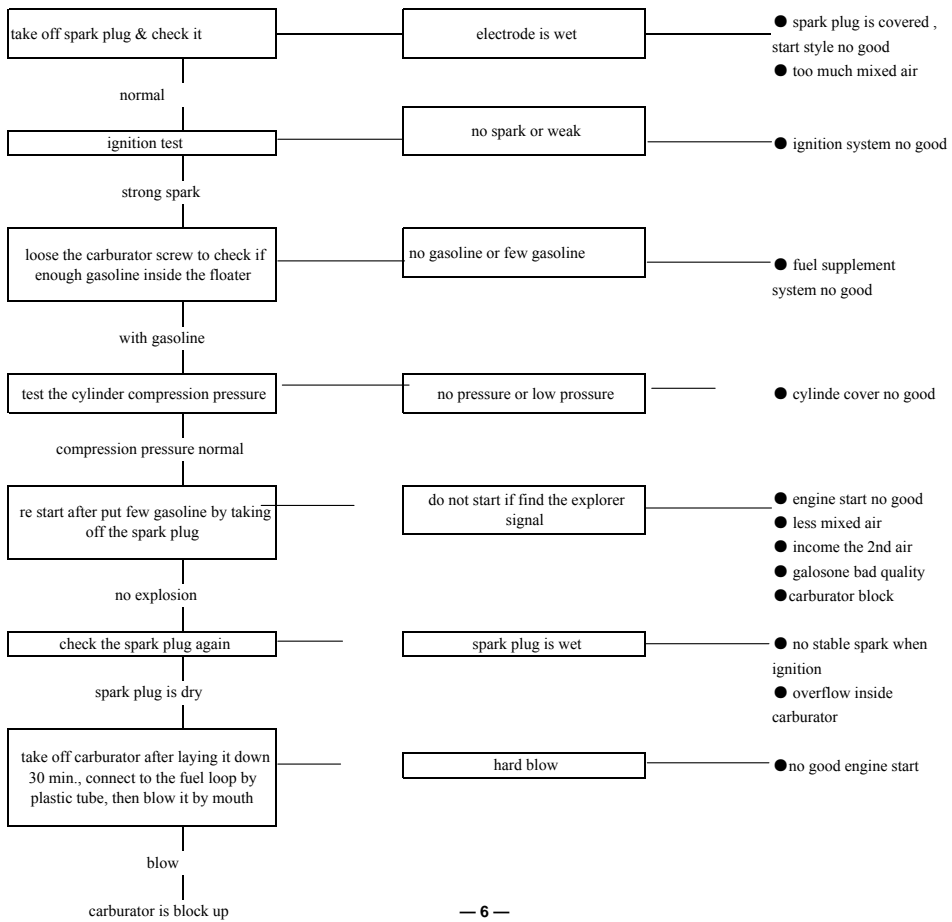 take off spark plug & check it
electrode is wet
● spark plug is covered ,
start style no good
● too much mixed air
normal
ignition test
no spark or weak
● ignition system no good
strong spark
loose the carburator screw to check if
enough gasoline inside the floater
no gasoline or few gasoline
● fuel supplement
system no good
with gasoline
test the cylinder compression pressure
no pressure or low prossure
● cylinde cover no good
compression pressure normal
re start after put few gasoline by taking
off the spark plug
do not start if find the explorer
signal
● engine start no good
● less mixed air
● income the 2nd air
● galosone bad quality
●carburator block
no explosion
check the spark plug again
spark plug is wet
● no stable spark when
ignition
● overflow inside
carburator
spark plug is dry
take off carburator after laying it down
30 min., connect to the fuel loop by
plastic tube, then blow it by mouth
hard blow
●no good engine start
blow
carburator is block up
— 6 —